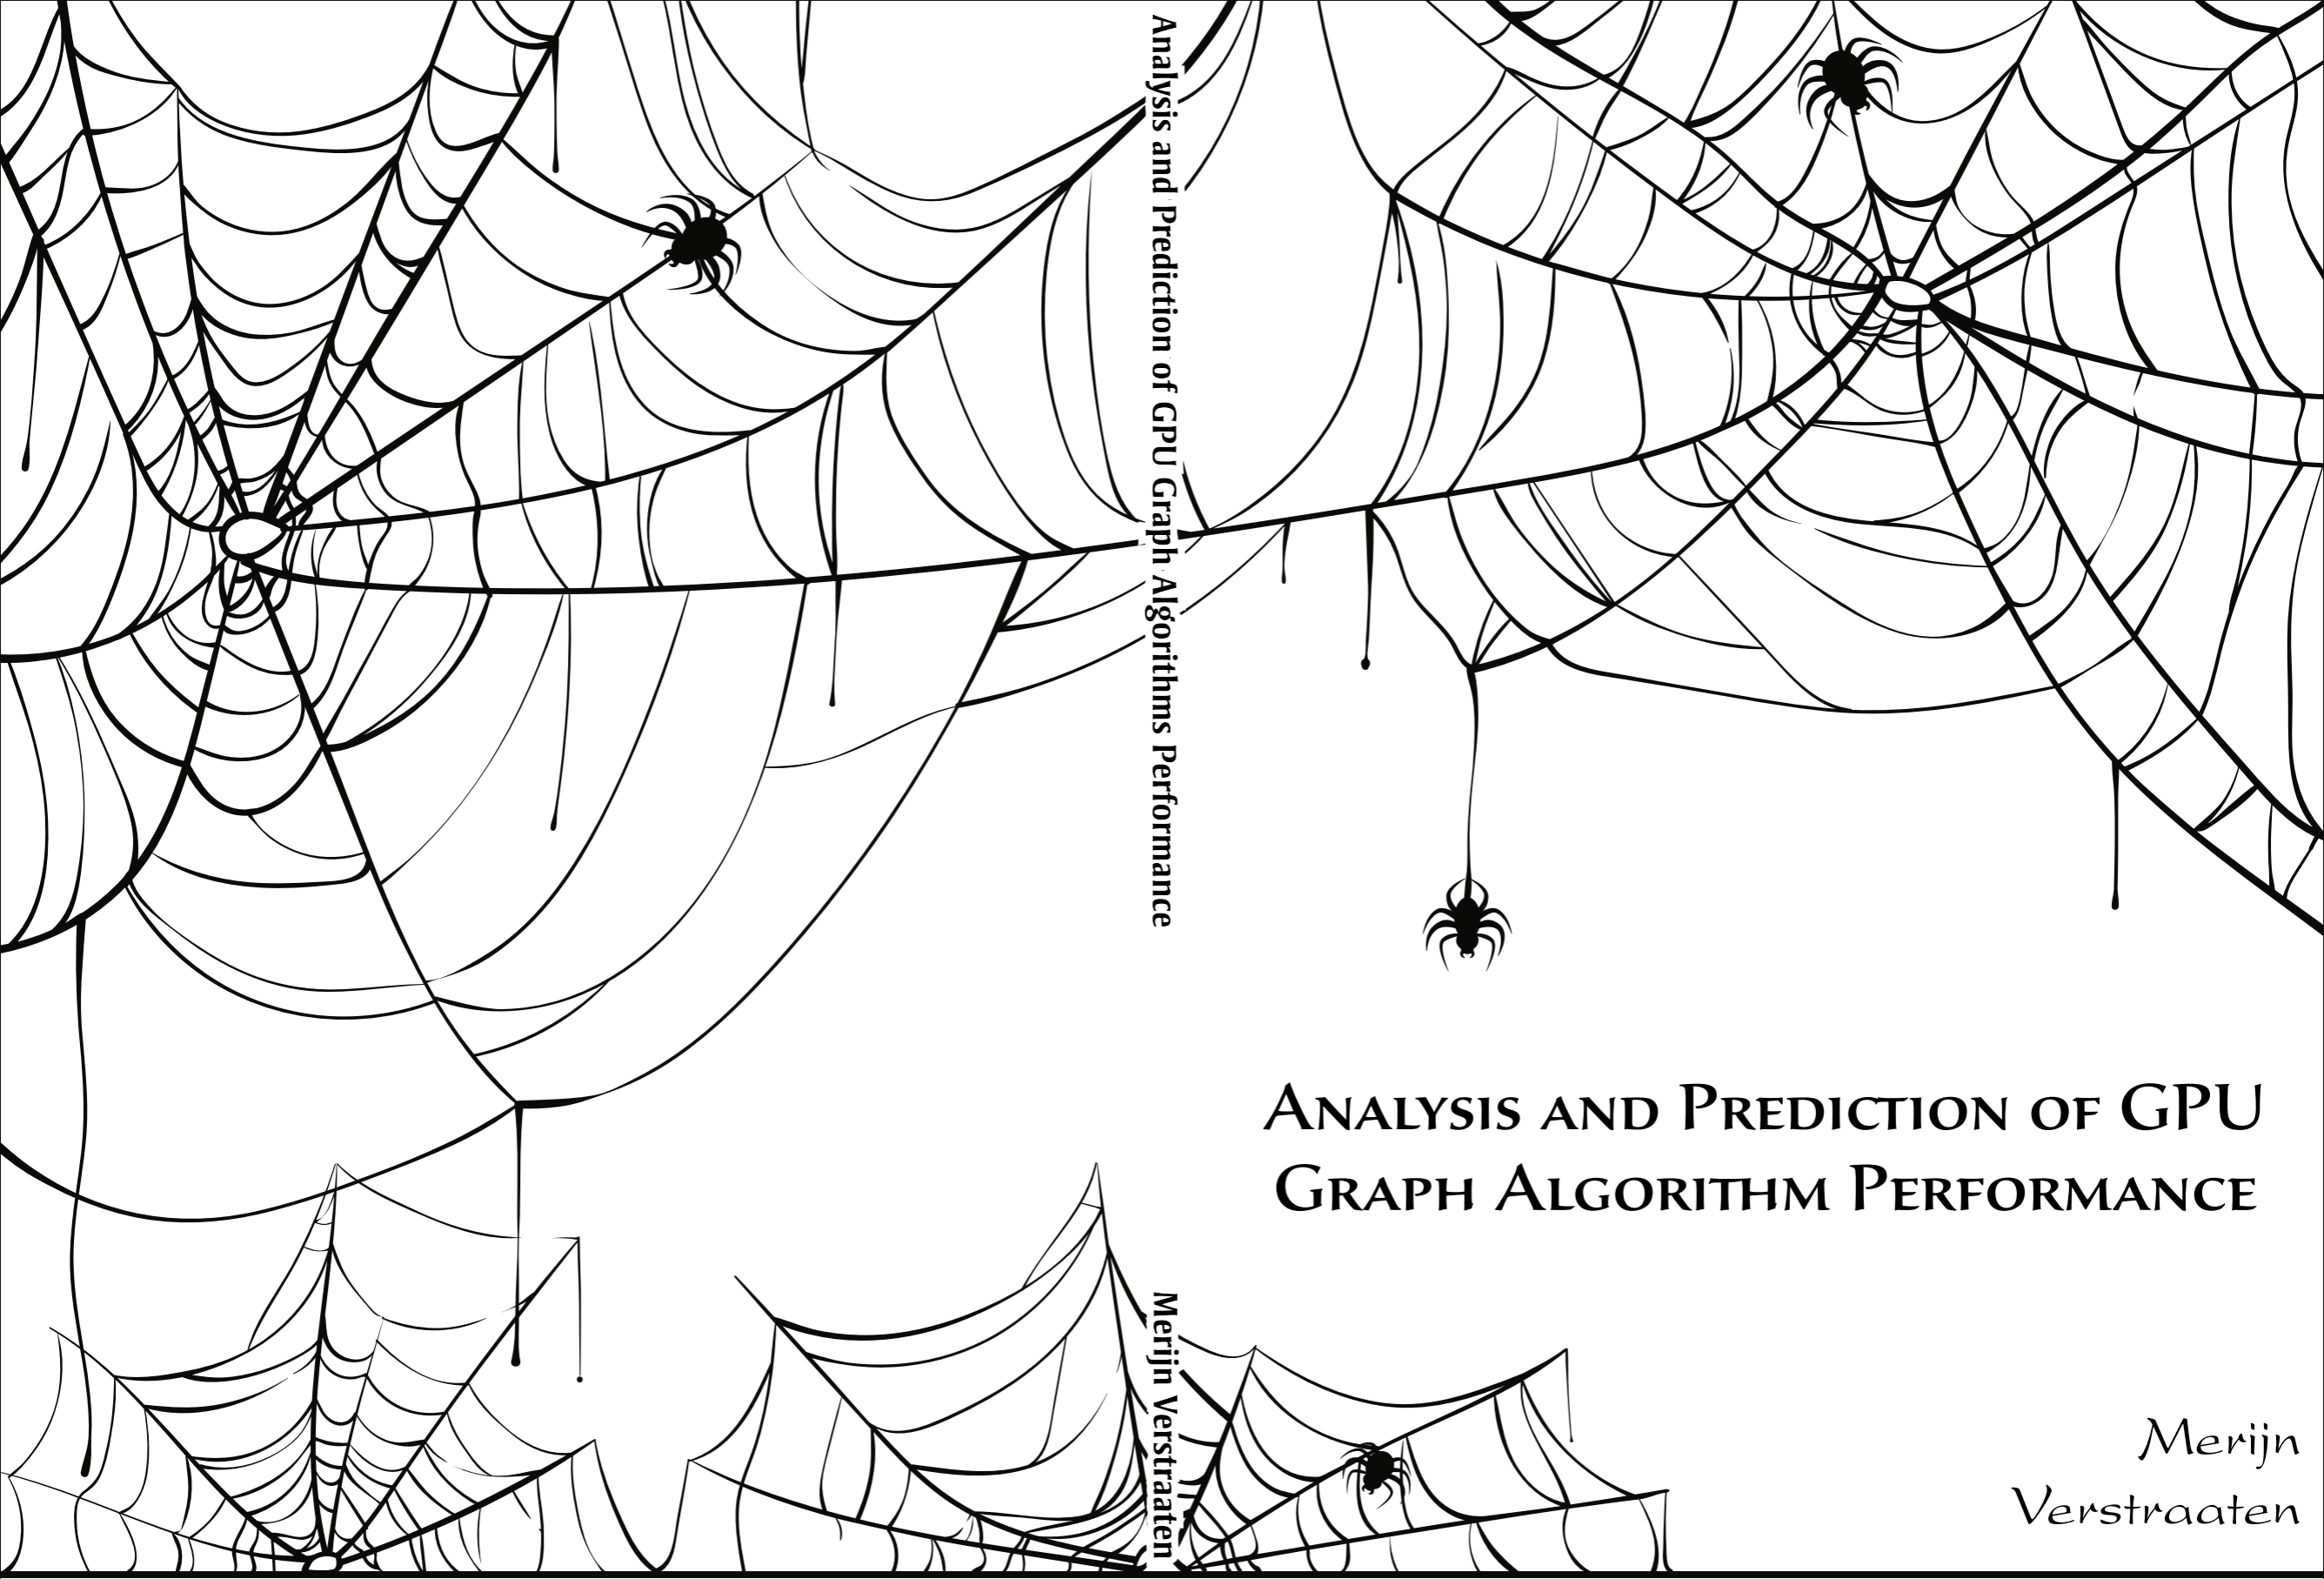 Analysis and Prediction of GPU Graph Algorithms Performance
Merijn Verstraaten
Analysis and Prediction of GPU
Graph Algorithm Performance
Merijn
Verstraaten